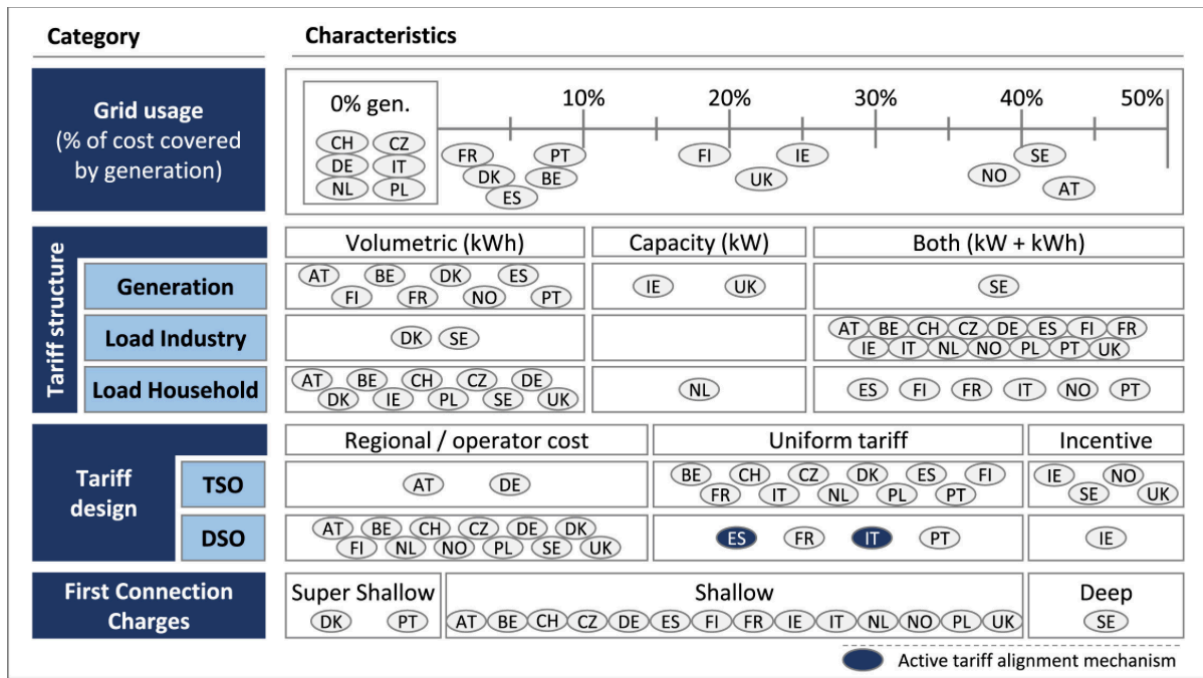 Category
Characteristics
Grid usage
(% of cost covered
by generation)
0% gen.
10%
20%
30%
40%
50%
CH CZ
DE IT
NL PL
FR PT FI IE SE
DK BE UK NO AT
ES
Tariff structure
Volumetric (kWh)
Capacity (kW)
Both (kW + kWh)
Generation
AT BE DK ES
FI FR NO PT
IE UK
SE
Load Industry
DK SE
AT BE CH CZ DE ES FI FR
IE IT NL NO PL PT UK
Load Household
AT BE CH CZ DE
DK IE PL SE UK
NL
ES FI FR IT NO PT
Tariff
design
Regional / operator cost
Uniform tariff
Incentive
TSO
AT DE
BE CH CZ DK ES FI
FR IT NL PL PT
IE NO
SE UK
DSO
AT BE CH CZ DE DK
FI NL NO PL SE UK
ES FR IT PT
IE
First Connection
Charges
Super Shallow
DK PT
Shallow
AT BE CH CZ DE ES FI FR IE IT NL NO PL UK
Deep
SE
Active tariff alignment mechanism